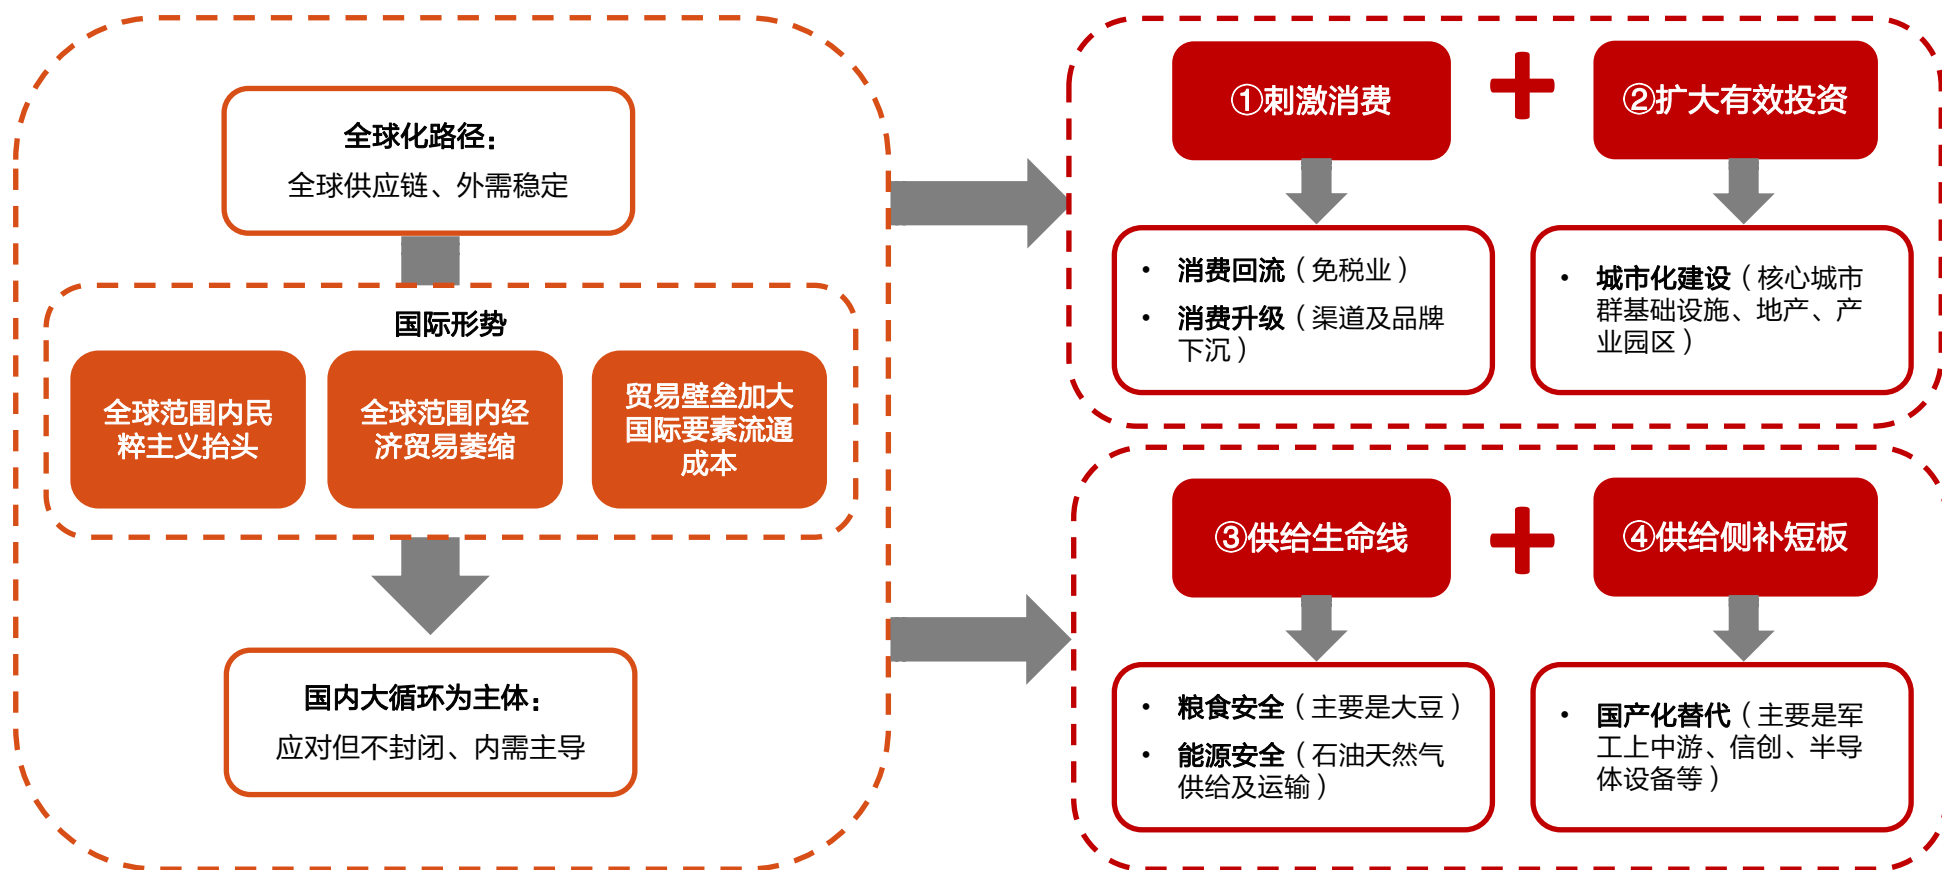 全球化路径：
全球供应链、外需稳定
国际形势
全球范围内民
粹主义抬头
全球范围内经
济贸易萎缩
贸易壁垒加大
国际要素流通
成本
国内大循环为主体：
应对但不封闭、内需主导
①刺激消费
②扩大有效投资
• 消费回流（免税业）
• 消费升级（渠道及品牌
下沉）
• 城市化建设（核心城市
群基础设施、地产、产
业园区）
③供给生命线
④供给侧补短板
• 粮食安全（主要是大豆）
• 能源安全（石油天然气
供给及运输）
• 国产化替代（主要是军
工上中游、信创、半导
体设备等）